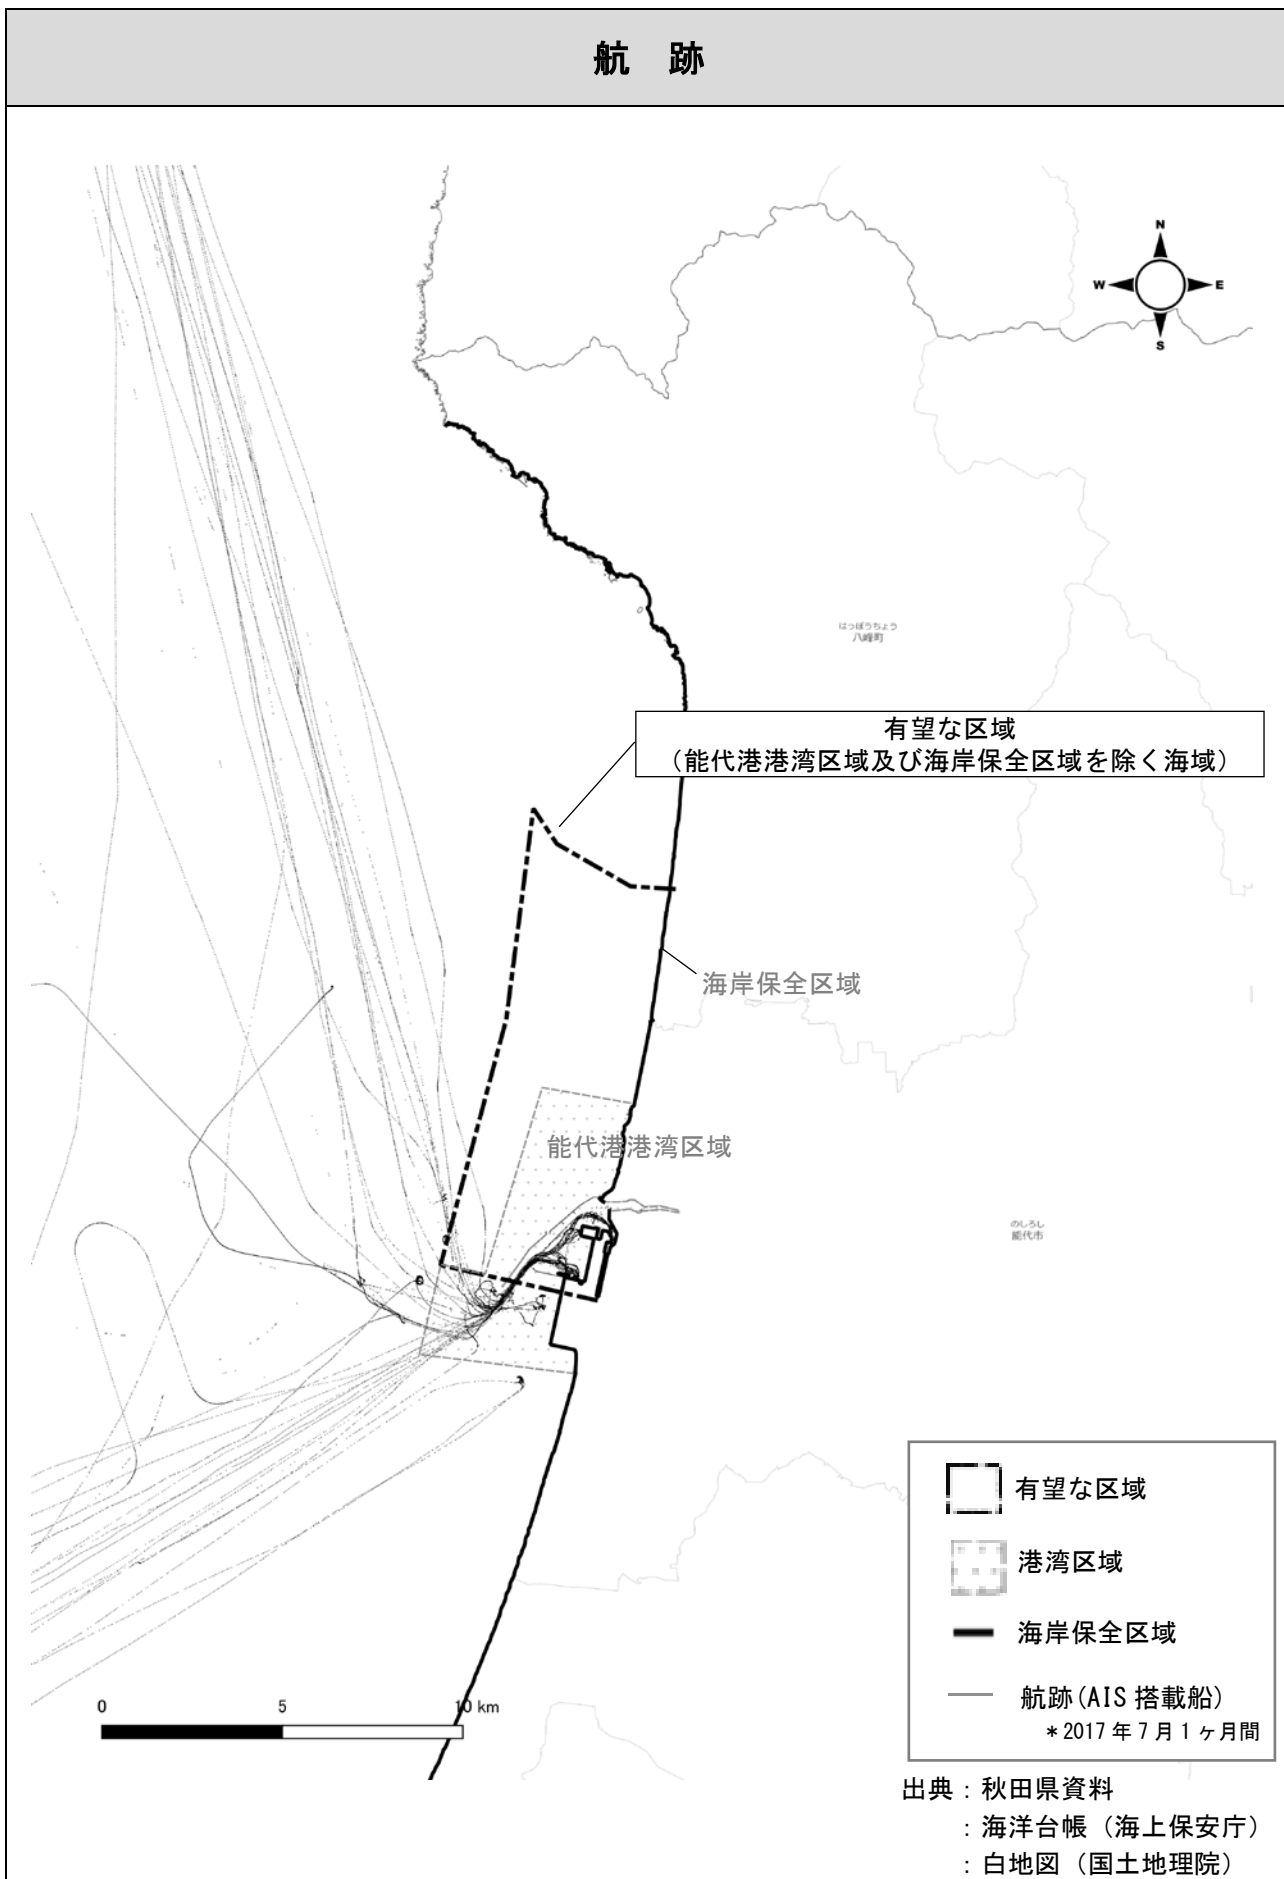 航 跡
N
W
E
S
はっぽうちょう
八峰町
有望な区域
（能代港港湾区域及び海岸保全区域を除く海域）
海岸保全区域
能代港港湾区域
のしろし
能代市
有望な区域
港湾区域
海岸保全区域
航跡(AIS 搭載船)
＊2017 年 7 月 1 ヶ月間
0 5 10 km
出典：秋田県資料
：海洋台帳（海上保安庁）
：白地図（国土地理院）